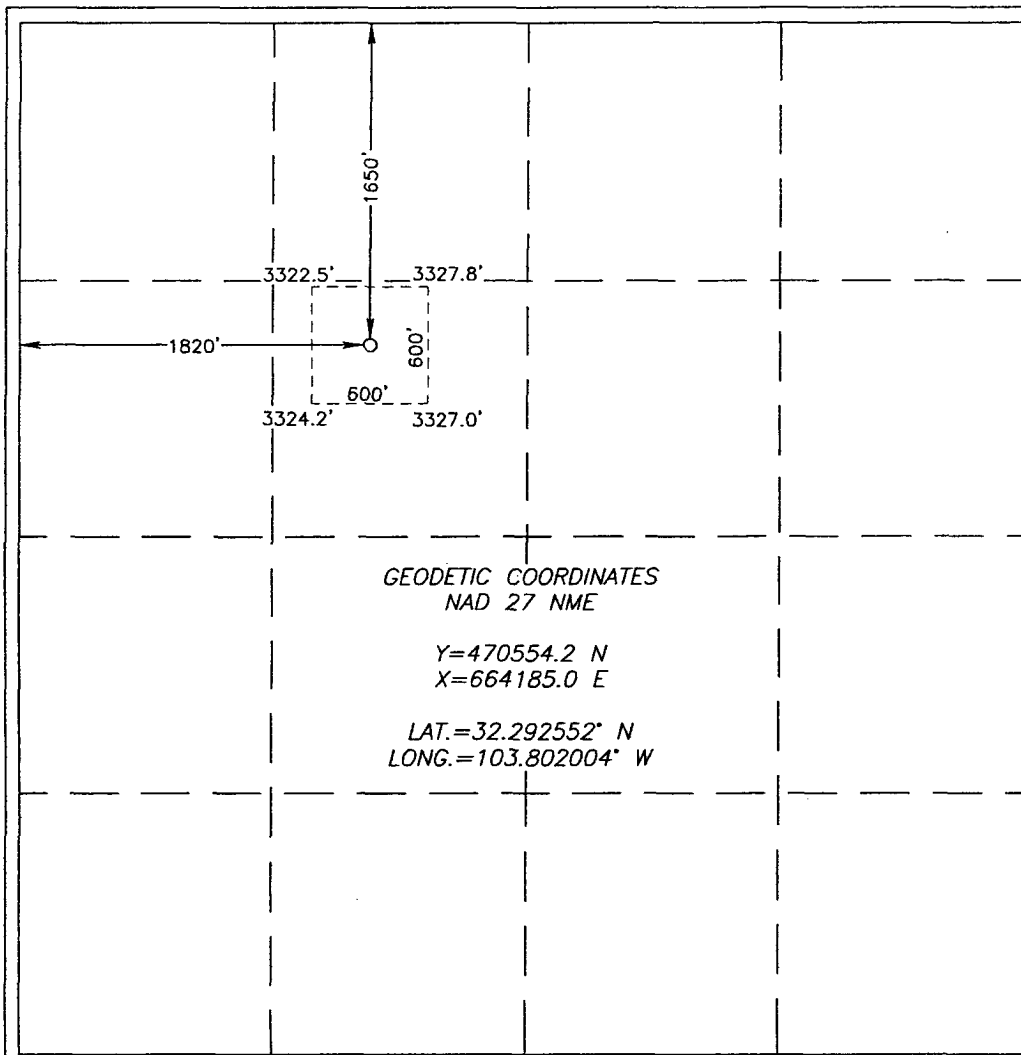 1650'
3322.5' 3327.8'
1820'
600'
600'
3324.2' 3327.0'
GEODETIC COORDINATES
NAD 27 NME
Y=470554.2 N
X=664185.0 E
LAT.=32.292552° N
LONG.=103.802004° W